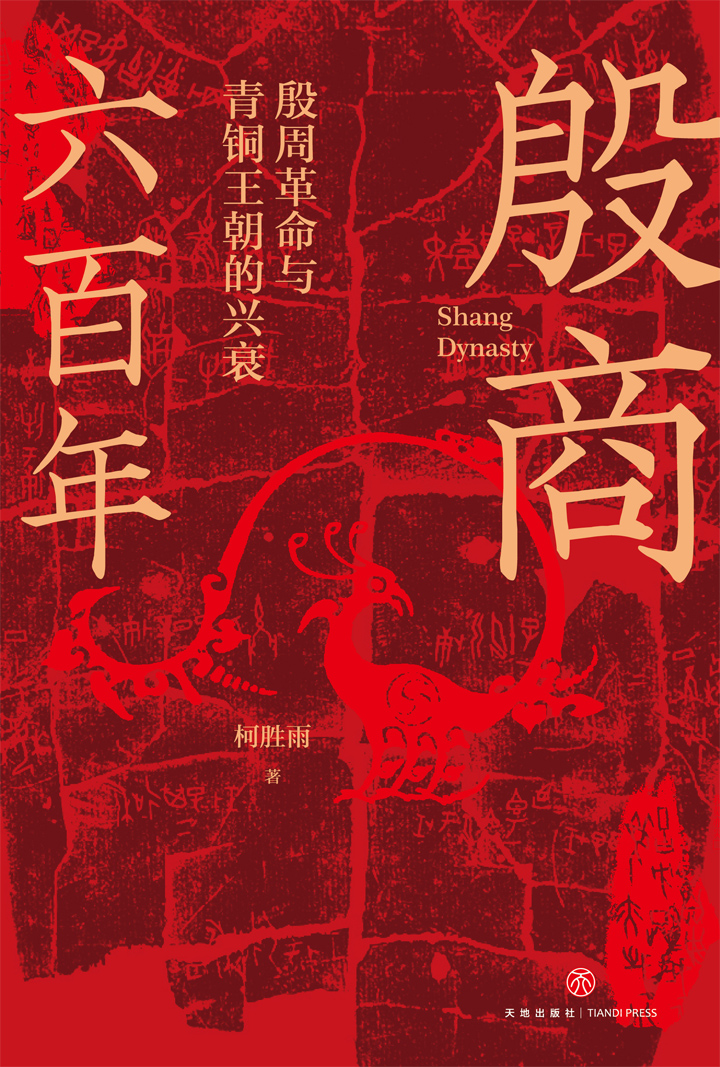 殷商
六百年
殷周革命与
青铜王朝的兴衰
Shang
Dynasty
柯胜雨
著
天地出版社 | TIANDI PRESS